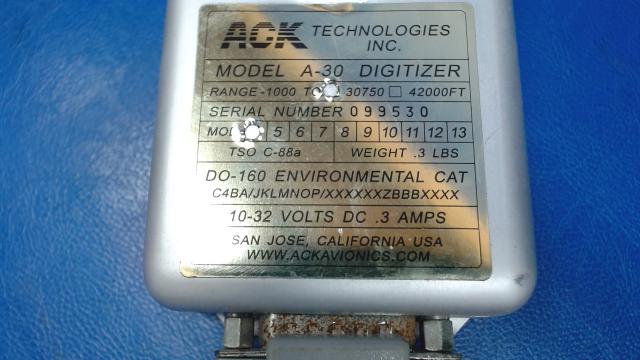 ACK TECHNOLOGIES INC.
MODEL A-30 DIGITIZER
RANGE -1000 TO 30750 □ 42000FT
SERIAL NUMBER 099530
5 6 7 8 9 10 11 12 13
TSO C-88a WEIGHT .3 LBS
DO-160 ENVIRONMENTAL CAT
C4BA/JKLMNOP/XXXXXXZBBBXXXX
10-32 VOLTS DC .3 AMPS
SAN JOSE, CALIFORNIA USA
WWW.ACKAVIONICS.COM